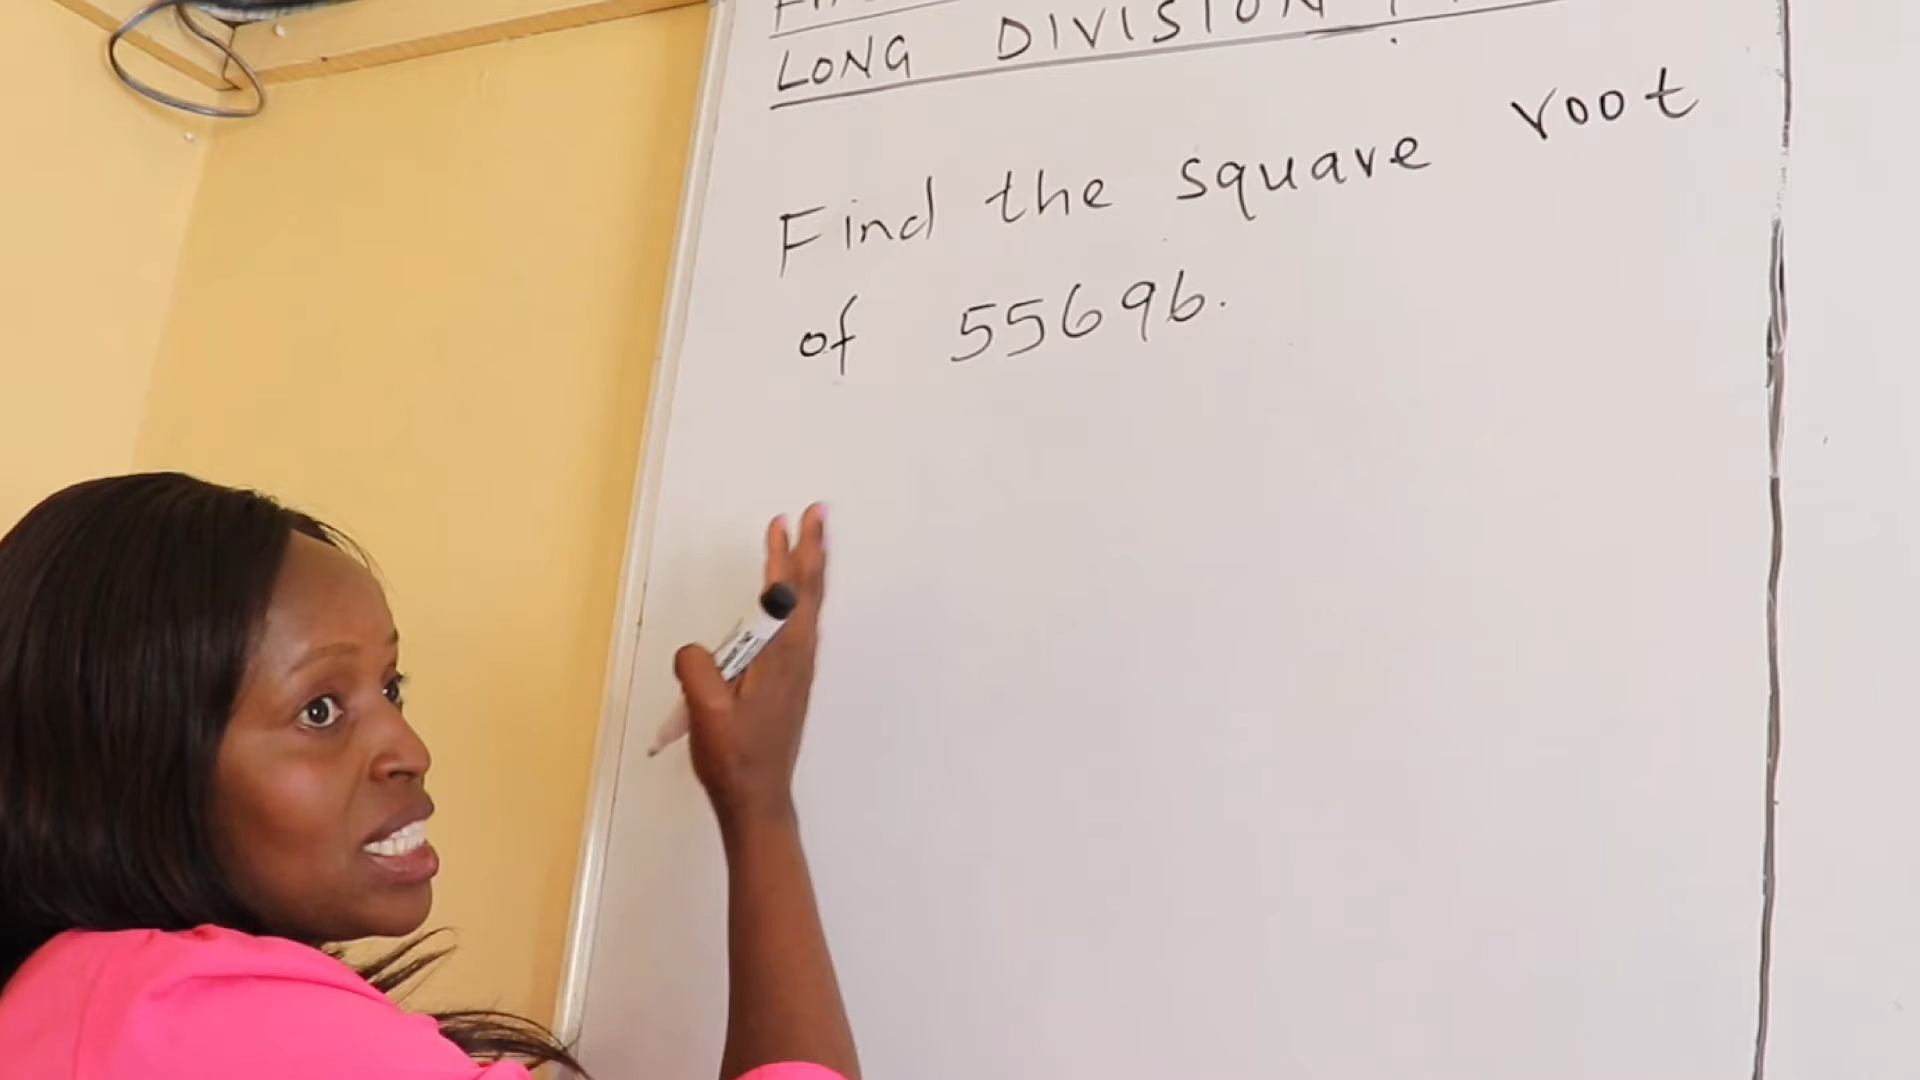 LONG DIVISION
Find the square root
of 55696.